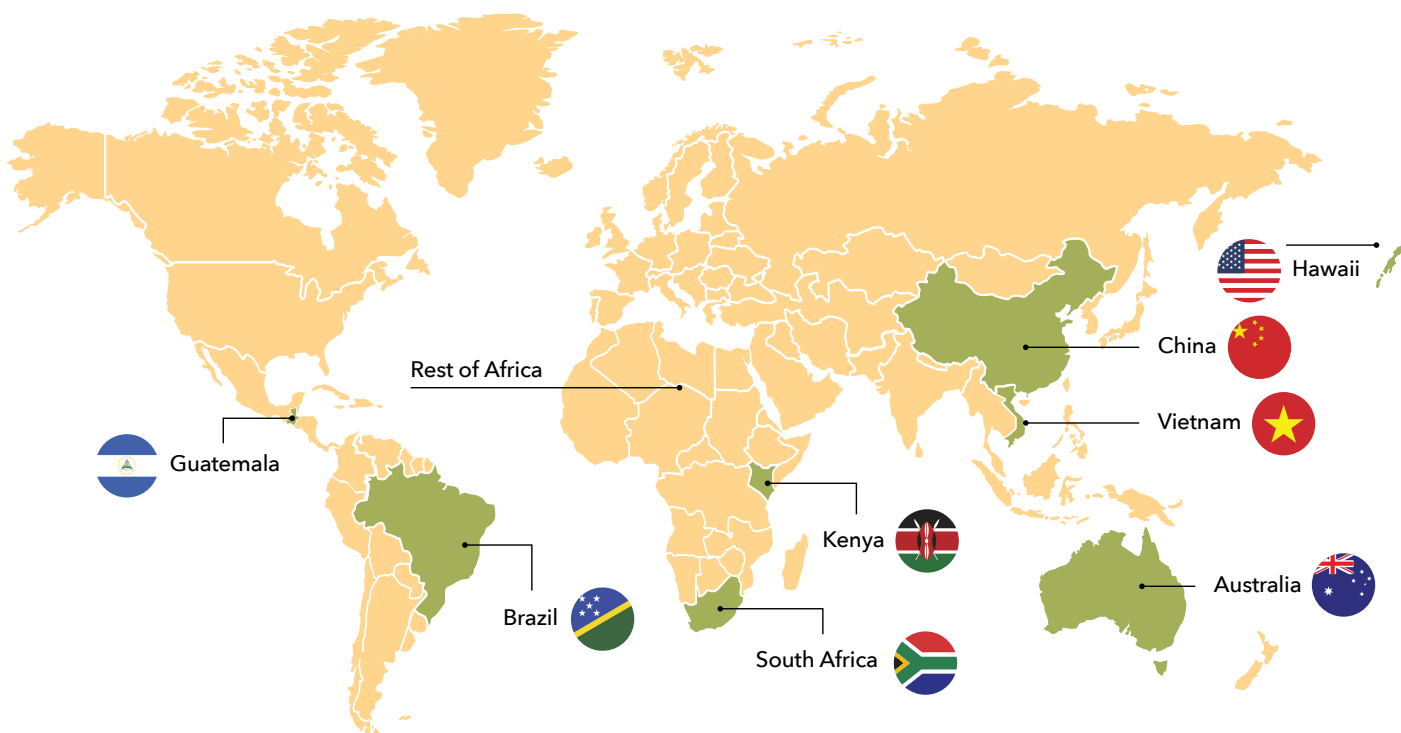 Hawaii
China
Rest of Africa
Vietnam
Guatemala
Kenya
Australia
Brazil
South Africa